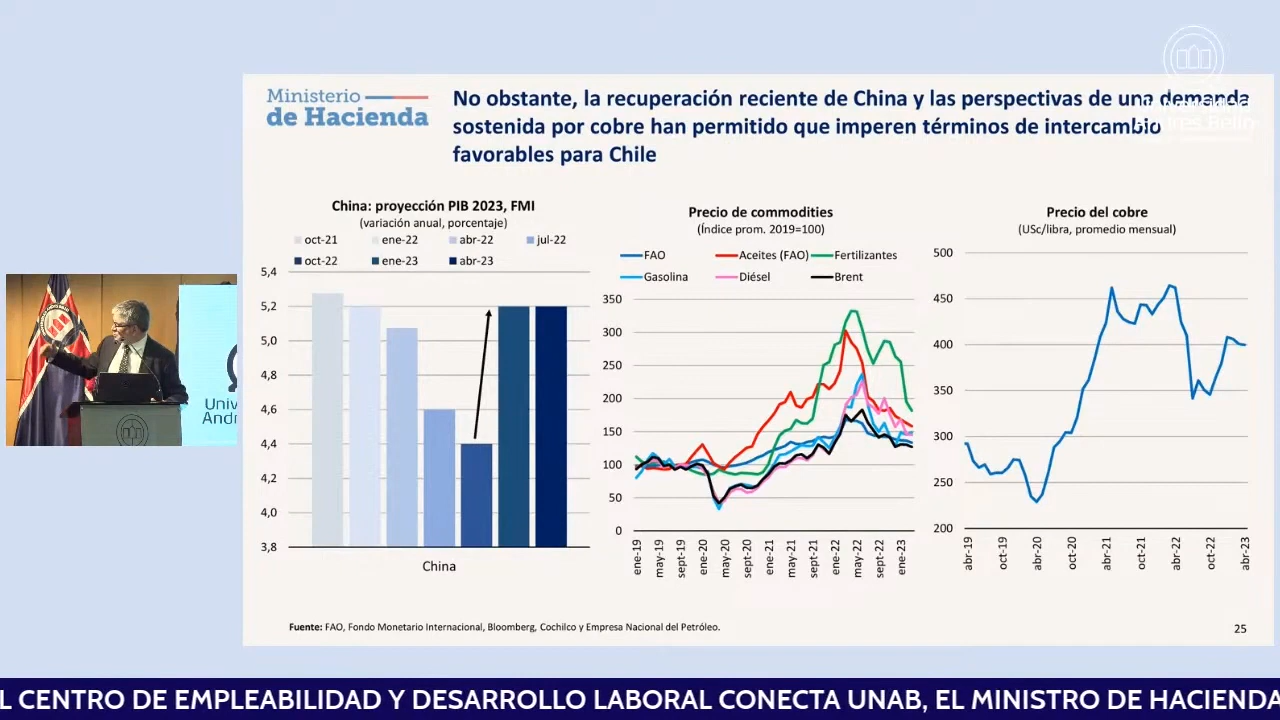 Ministerio
de Hacienda
No obstante, la recuperación reciente de China y las perspectivas de una demanda
sostenida por cobre han permitido que imperen términos de intercambio
favorables para Chile
Andrés Bello
China: proyección PIB 2023, FMI
(variación anual, porcentaje)
oct-21 ene-22 abr-22 jul-22
oct-22 ene-23 abr-23
5,4
5,2
5,0
4,8
4,6
4,4
4,2
4,0
3,8
China
Precio de commodities
(Índice prom. 2019=100)
FAO Aceites (FAO) Fertilizantes
Gasolina Diésel Brent
350
300
250
200
150
100
50
0
ene-19
may-19
sept-19
ene-20
may-20
sept-20
ene-21
may-21
sept-21
ene-22
may-22
sept-22
ene-23
Precio del cobre
(USc/libra, promedio mensual)
500
450
400
350
300
250
200
abr-19
oct-19
abr-20
oct-20
abr-21
oct-21
abr-22
oct-22
abr-23
Univ
Andr
Fuente: FAO, Fondo Monetario Internacional, Bloomberg, Cochilco y Empresa Nacional del Petróleo.
25
L CENTRO DE EMPLEABILIDAD Y DESARROLLO LABORAL CONECTA UNAB, EL MINISTRO DE HACIENDA